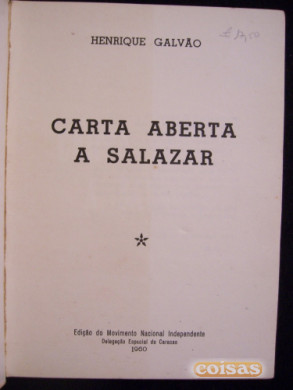 HENRIQUE GALVÃO
CARTA ABERTA
A SALAZAR
Edição do Movimento Nacional Independente
Delegação Especial de Caracas
1960
coisas